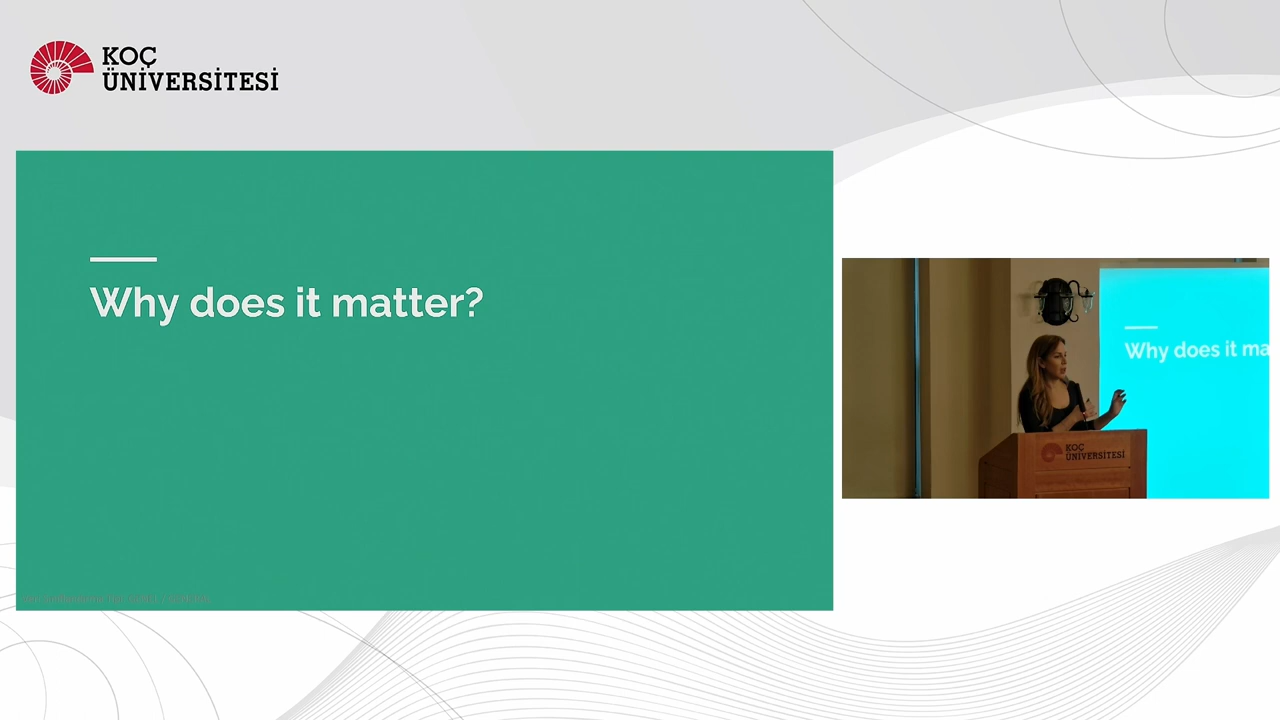 KOÇ
ÜNİVERSİTESİ
Why does it matter?
Why does it ma
KOÇ
ÜNİVERSİTESİ